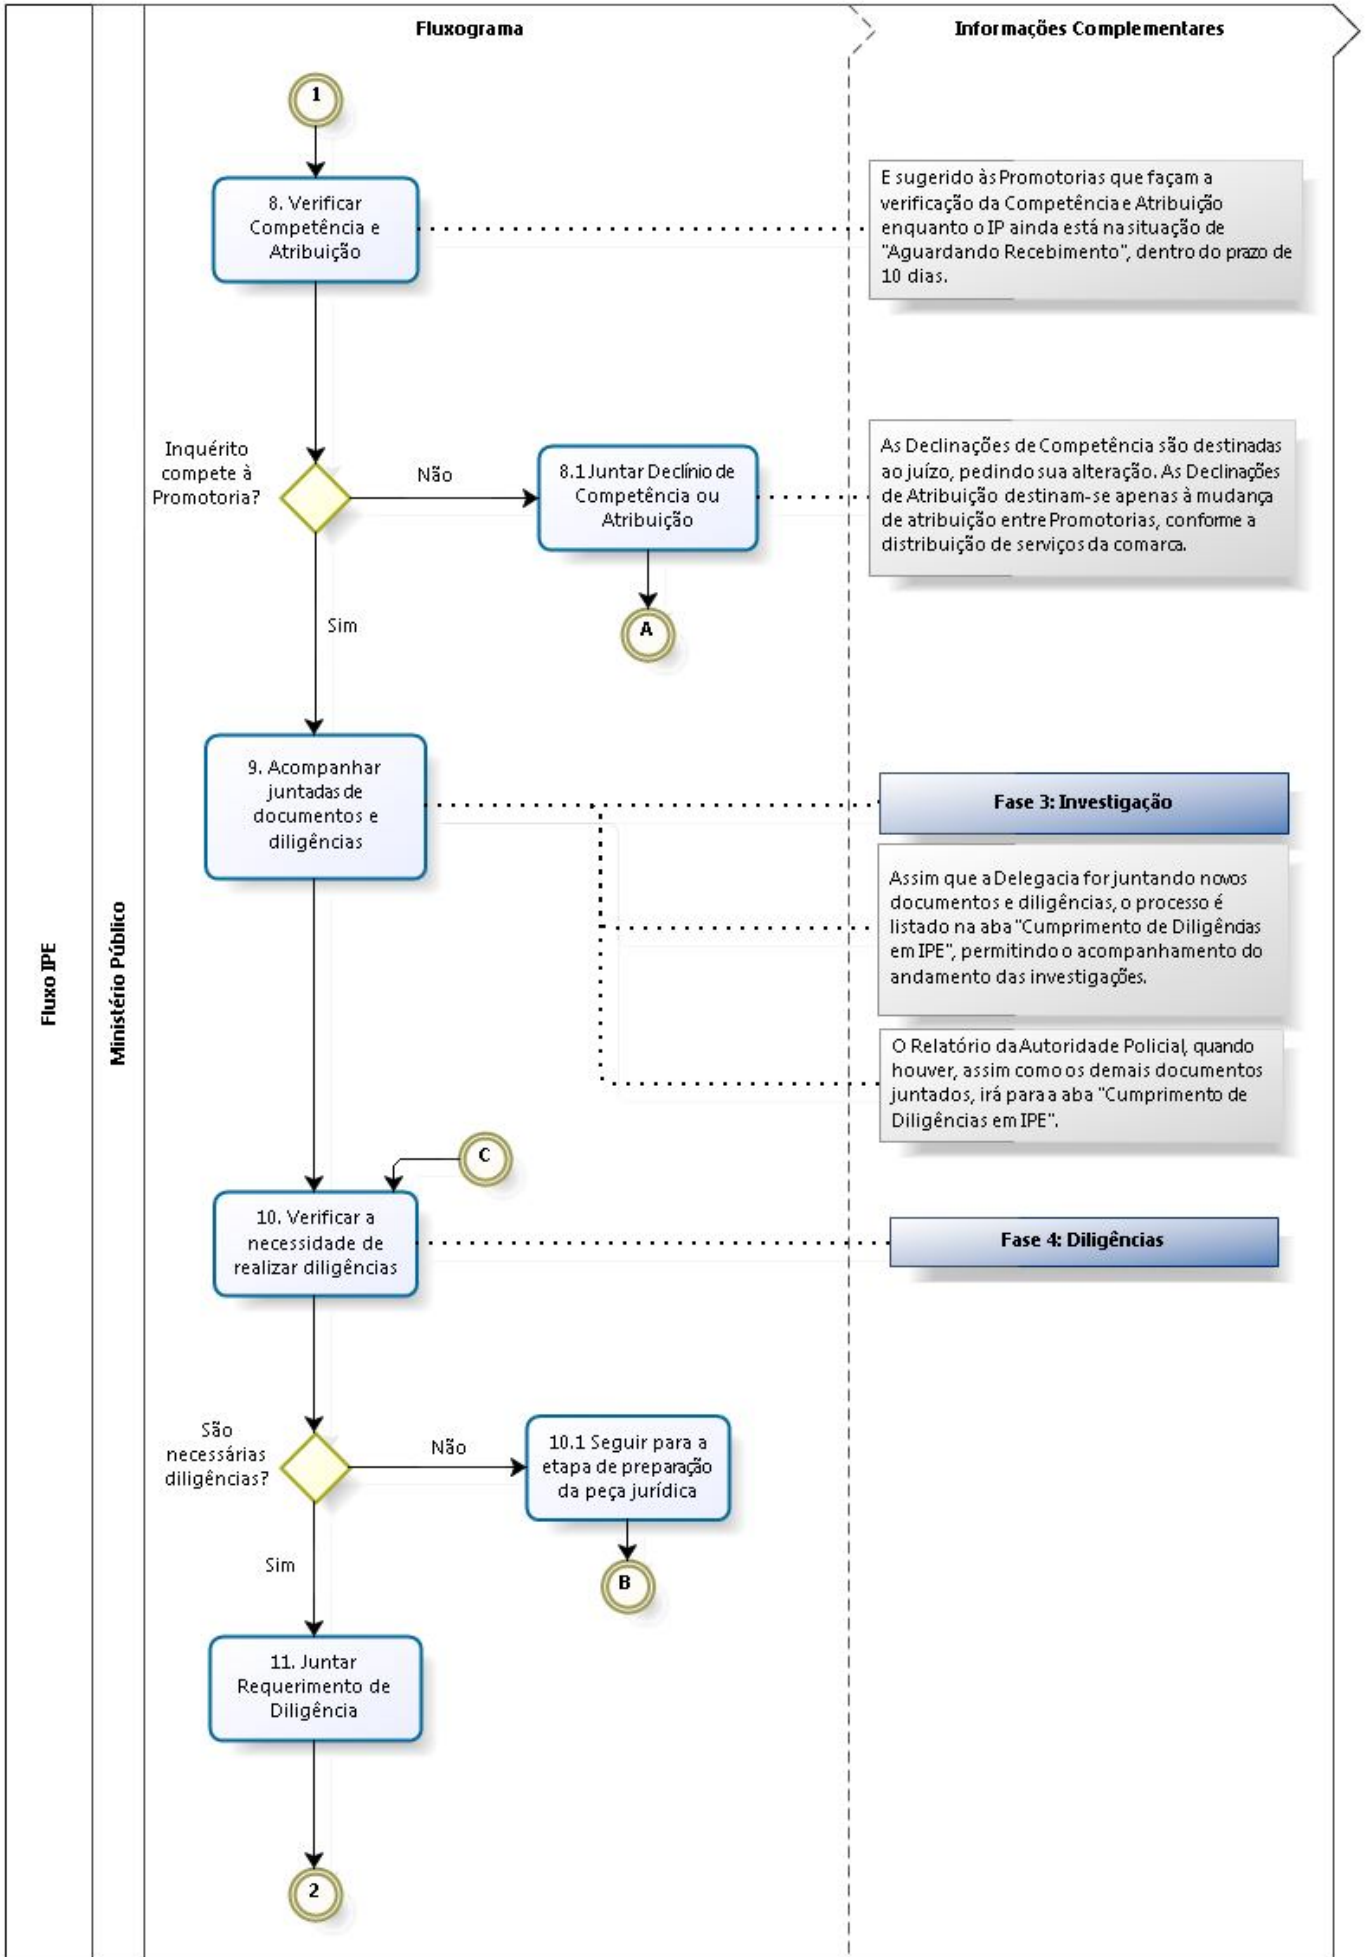 Fluxograma
Informações Complementares
Fluxo IPE
Ministério Público
1
8. Verificar
Competência e
Atribuição
E sugerido às Promotorias que façam a
verificação da Competência e Atribuição
enquanto o IP ainda está na situação de
"Aguardando Recebimento", dentro do prazo de
10 dias.
Inquérito
compete à
Promotoria?
Não
8.1 Juntar Declínio de
Competência ou
Atribuição
As Declinações de Competência são destinadas
ao juízo, pedindo sua alteração. As Declinações
de Atribuição destinam-se apenas à mudança
de atribuição entre Promotorias, conforme a
distribuição de serviços da comarca.
A
Sim
9. Acompanhar
juntadas de
documentos e
diligências
Fase 3: Investigação
Assim que a Delegacia for juntando novos
documentos e diligências, o processo é
listado na aba "Cumprimento de Diligências
em IPE", permitindo o acompanhamento do
andamento das investigações.
O Relatório da Autoridade Policial, quando
houver, assim como os demais documentos
juntados, irá para a aba "Cumprimento de
Diligências em IPE".
C
10. Verificar a
necessidade de
realizar diligências
Fase 4: Diligências
São
necessárias
diligências?
Não
10.1 Seguir para a
etapa de preparação
da peça jurídica
B
Sim
11. Juntar
Requerimento de
Diligência
2